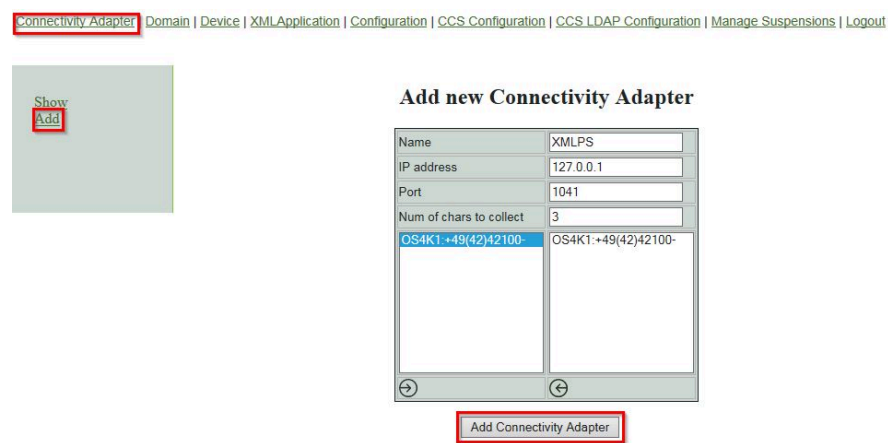 Connectivity Adapter | Domain | Device | XMLApplication | Configuration | CCS Configuration | CCS LDAP Configuration | Manage Suspensions | Logout
Show
Add
Add new Connectivity Adapter
Name XMLPS
IP address 127.0.0.1
Port 1041
Num of chars to collect 3
OS4K1:+49(42)42100- OS4K1:+49(42)42100-
Add Connectivity Adapter